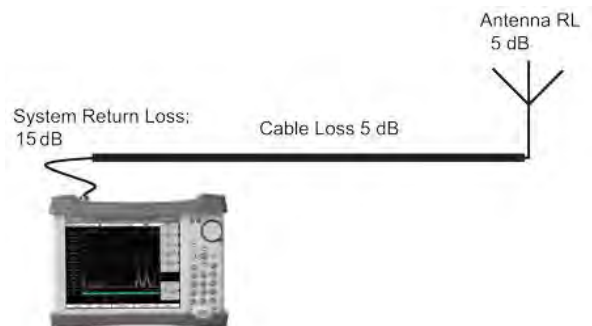 Antenna RL
5 dB
System Return Loss:
15 dB
Cable Loss 5 dB